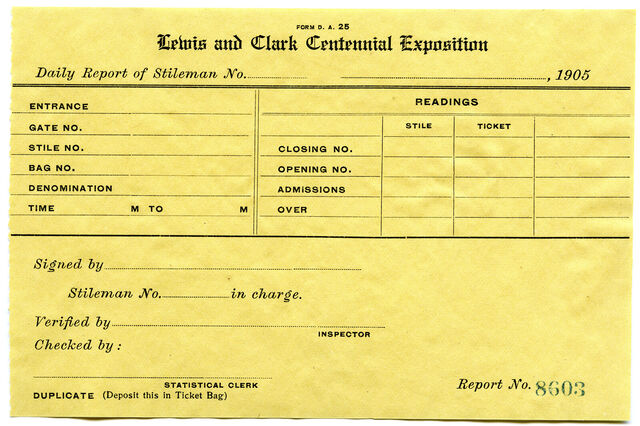 FORM D. A. 25
Lewis and Clark Centennial Exposition
Daily Report of Stileman No. , 1905
ENTRANCE
GATE NO.
STILE NO.
BAG NO.
DENOMINATION
TIME M TO M
READINGS
STILE TICKET
CLOSING NO.
OPENING NO.
ADMISSIONS
OVER
Signed by
Stileman No. in charge.
Verified by
INSPECTOR
Checked by :
STATISTICAL CLERK
DUPLICATE (Deposit this in Ticket Bag)
Report No. 8603